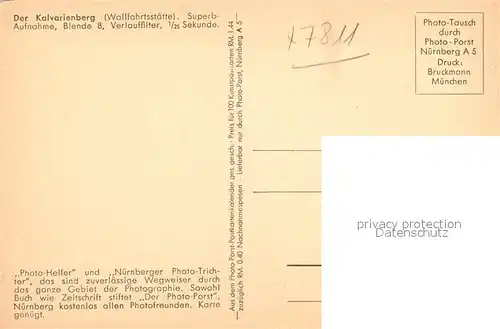 Der Kalvarienberg (Wallfahrtsstätte). Superb-
Aufnahme, Blende 8, Verlauffilter, 1/25 Sekunde.
„Photo-Helfer" und „Nürnberger Photo-Trich-
ter", das sind zuverlässige Wegweiser durch
das ganze Gebiet der Photographie. Sowohl
Buch wie Zeitschrift stiftet „Der Photo-Porst",
Nürnberg kostenlos allen Photofreunden. Karte
genügt.
Aus dem Photo-Porst-Postkartenkalender ges. gesch. · Preis für 100 Kunstpostkarten RM. 1.44
zuzüglich RM. 0.40 Nachnahmespesen · Lieferbar nur durch Photo-Porst, Nürnberg A 5
x7811
Photo-Tausch
durch
Photo-Porst
Nürnberg A 5
Druck:
Bruckmann
München
privacy protection
privacy protection